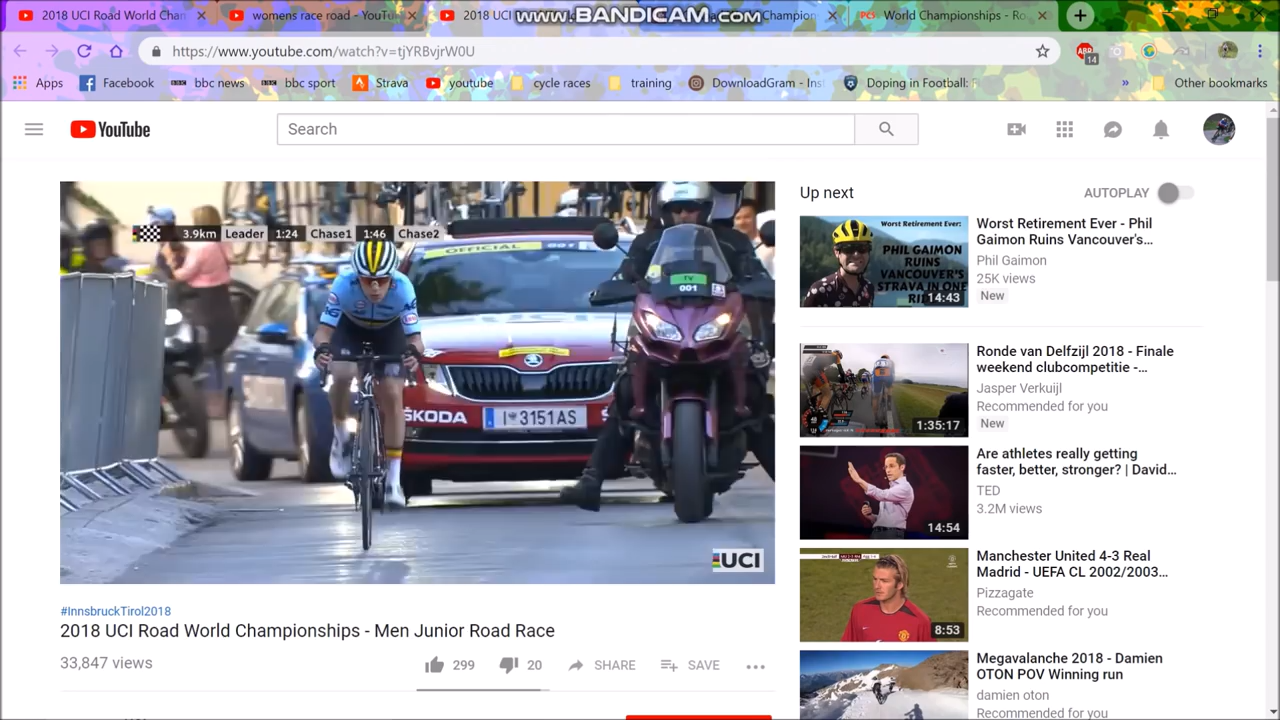 2018 UCI Road World Cham
womens race road - YouTu
2018 UCI
www.BANDICAM.com
Champion
World Championships - Ro
https://www.youtube.com/watch?v=tjYRBvjrW0U
ABP
14
Apps
Facebook
bbc news
bbc sport
Strava
youtube
cycle races
training
DownloadGram - Inst
Doping in Football: F
»
Other bookmarks
YouTube
Search
3.9km Leader 1:24 Chase1 1:46 Chase2
OFFICIAL
TV
001
ŠKODA
3151AS
UCI
#InnsbruckTirol2018
2018 UCI Road World Championships - Men Junior Road Race
33,847 views
299
20
SHARE
SAVE
Up next
AUTOPLAY
Worst Retirement Ever:
PHIL GAIMON
RUINS
VANCOUVER'S
STRAVA IN ONE
14:43
Worst Retirement Ever - Phil
Gaimon Ruins Vancouver's...
Phil Gaimon
25K views
New
1:35:17
Ronde van Delfzijl 2018 - Finale
weekend clubcompetitie -...
Jasper Verkuijl
Recommended for you
New
14:54
Are athletes really getting
faster, better, stronger? | David...
TED
3.2M views
8:53
Manchester United 4-3 Real
Madrid - UEFA CL 2002/2003...
Pizzagate
Recommended for you
Megavalanche 2018 - Damien
OTON POV Winning run
damien oton
Recommended for you